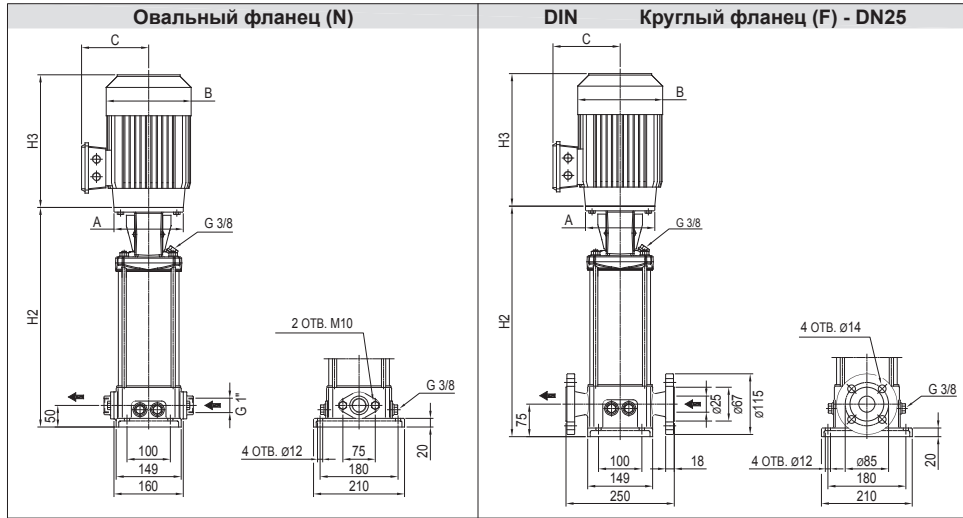 Овальный фланец (N)
DIN Круглый фланец (F) - DN25
C
B
H3
A
G 3/8
H2
2 ОТВ. M10
G 3/8
G 1"
50
100
149
160
4 ОТВ. Ø12
75
180
210
20
C
B
H3
A
G 3/8
H2
4 ОТВ. Ø14
G 3/8
ø25
ø67
ø115
75
100
18
149
250
4 ОТВ. Ø12
ø85
180
210
20